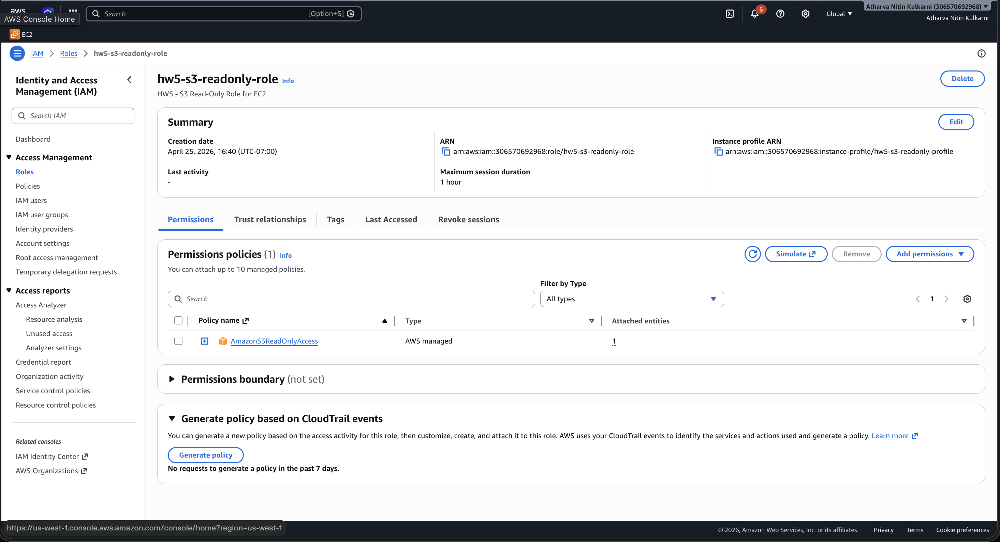 aws
AWS Console Home
Search
[Option+S]
6
Global
Atharva Nitin Kulkarni (306570692968)
Atharva Nitin Kulkarni
EC2
IAM
Roles
hw5-s3-readonly-role
Identity and Access
Management (IAM)
Search IAM
Dashboard
Access Management
Roles
Policies
IAM users
IAM user groups
Identity providers
Account settings
Root access management
Temporary delegation requests
Access reports
Access Analyzer
Resource analysis
Unused access
Analyzer settings
Credential report
Organization activity
Service control policies
Resource control policies
Related consoles
IAM Identity Center
AWS Organizations
hw5-s3-readonly-role Info
Delete
HW5 - S3 Read-Only Role for EC2
Summary
Edit
Creation date
April 25, 2026, 16:40 (UTC-07:00)
Last activity
-
ARN
arn:aws:iam::306570692968:role/hw5-s3-readonly-role
Maximum session duration
1 hour
Instance profile ARN
arn:aws:iam::306570692968:instance-profile/hw5-s3-readonly-profile
Permissions
Trust relationships
Tags
Last Accessed
Revoke sessions
Permissions policies (1) Info
Simulate
Remove
Add permissions
You can attach up to 10 managed policies.
Filter by Type
Search
All types
1
Policy name
Type
Attached entities
AmazonS3ReadOnlyAccess
AWS managed
1
Permissions boundary (not set)
Generate policy based on CloudTrail events
You can generate a new policy based on the access activity for this role, then customize, create, and attach it to this role. AWS uses your CloudTrail events to identify the services and actions used and generate a policy. Learn more
Generate policy
No requests to generate a policy in the past 7 days.
https://us-west-1.console.aws.amazon.com/console/home?region=us-west-1
© 2026, Amazon Web Services, Inc. or its affiliates.
Privacy
Terms
Cookie preferences